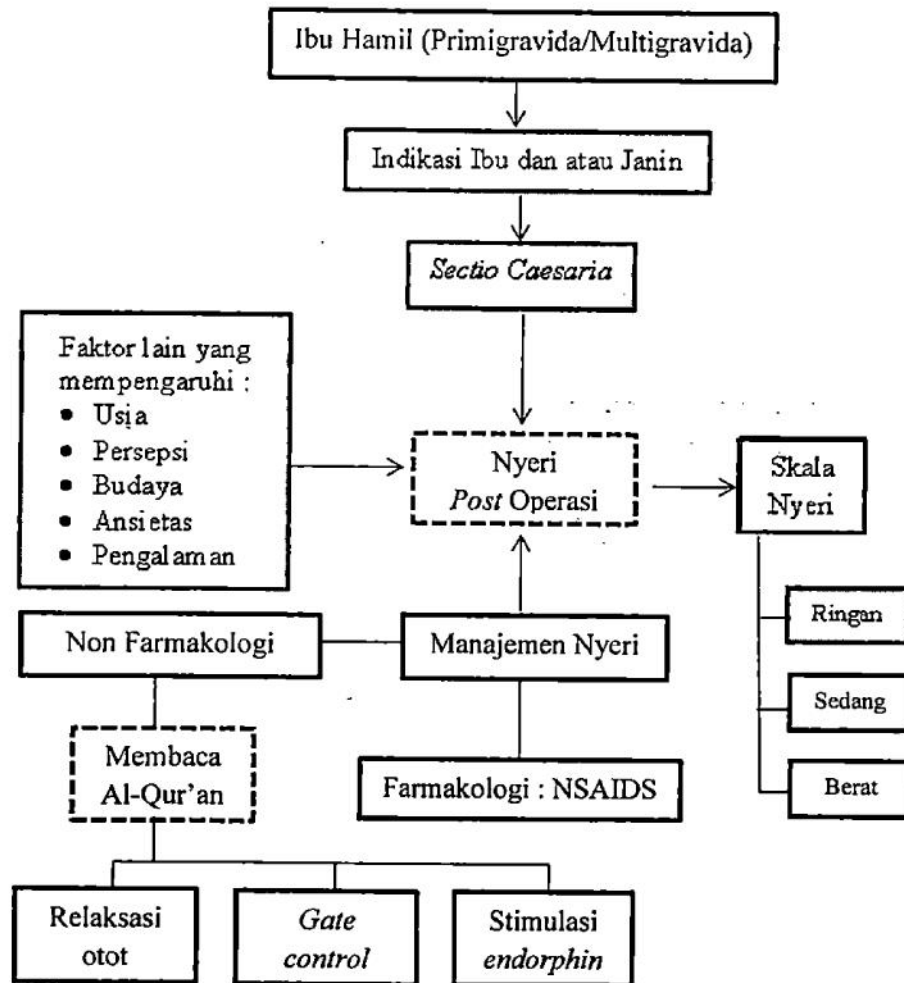 Ibu Hamil (Primigravida/Multigravida)
Indikasi Ibu dan atau Janin
Sectio Caesaria
Faktor lain yang
mempengaruhi :
• Usia
• Persepsi
• Budaya
• Ansietas
• Pengalaman
Nyeri
Post Operasi
Skala
Nyeri
Ringan
Sedang
Berat
Non Farmakologi
Manajemen Nyeri
Membaca
Al-Qur'an
Farmakologi : NSAIDS
Relaksasi
otot
Gate
control
Stimulasi
endorphin